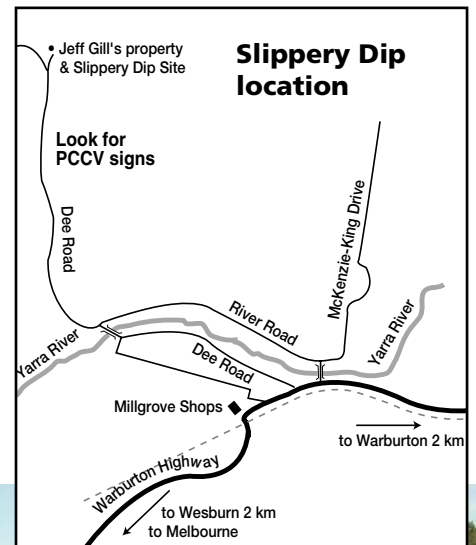 Slippery Dip
location
• Jeff Gill's property
& Slippery Dip Site
Look for
PCCV signs
Dee Road
McKenzie-King Drive
River Road
Yarra River
Yarra River
Dee Road
Millgrove Shops
to Warburton 2 km
Warburton Highway
to Wesburn 2 km
to Melbourne